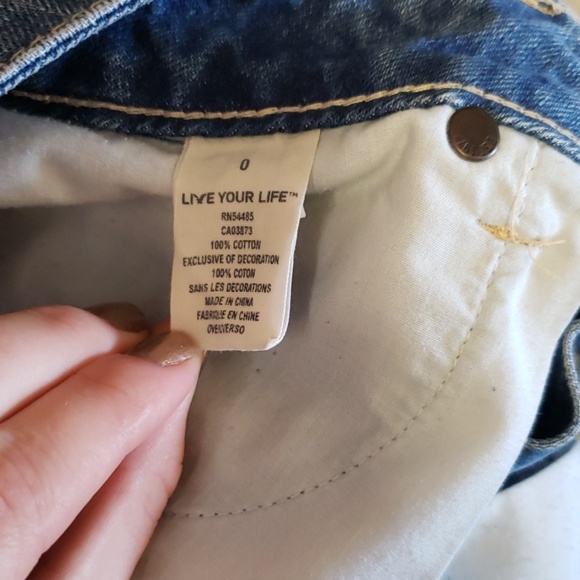 0
LIVE YOUR LIFE™
RN54485
CA03873
100% COTTON
EXCLUSIVE OF DECORATION
100% COTON
SANS LES DECORATIONS
MADE IN CHINA
FABRIQUE EN CHINE
OVER/VERSO